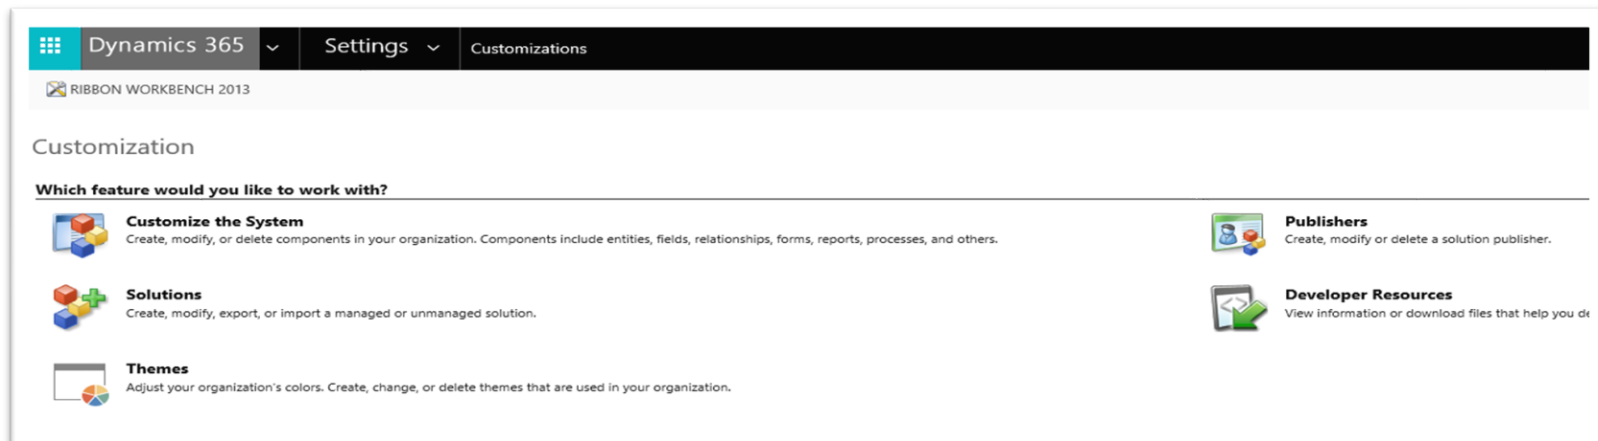 Dynamics 365 Settings Customizations
RIBBON WORKBENCH 2013
Customization
Which feature would you like to work with?
Customize the System
Create, modify, or delete components in your organization. Components include entities, fields, relationships, forms, reports, processes, and others.
Publishers
Create, modify or delete a solution publisher.
Solutions
Create, modify, export, or import a managed or unmanaged solution.
Developer Resources
View information or download files that help you de
Themes
Adjust your organization's colors. Create, change, or delete themes that are used in your organization.